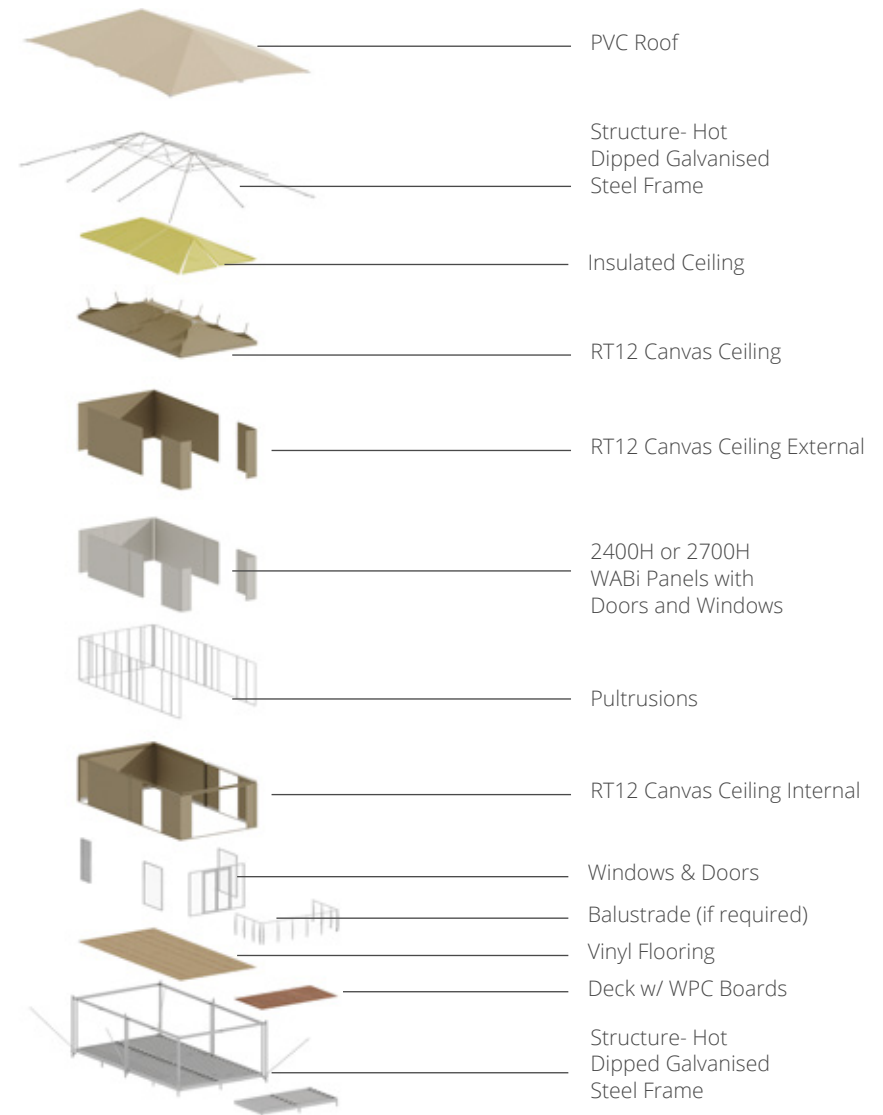 PVC Roof
Structure- Hot
Dipped Galvanised
Steel Frame
Insulated Ceiling
RT12 Canvas Ceiling
RT12 Canvas Ceiling External
2400H or 2700H
WABi Panels with
Doors and Windows
Pultrusions
RT12 Canvas Ceiling Internal
Windows & Doors
Balustrade (if required)
Vinyl Flooring
Deck w/ WPC Boards
Structure- Hot
Dipped Galvanised
Steel Frame